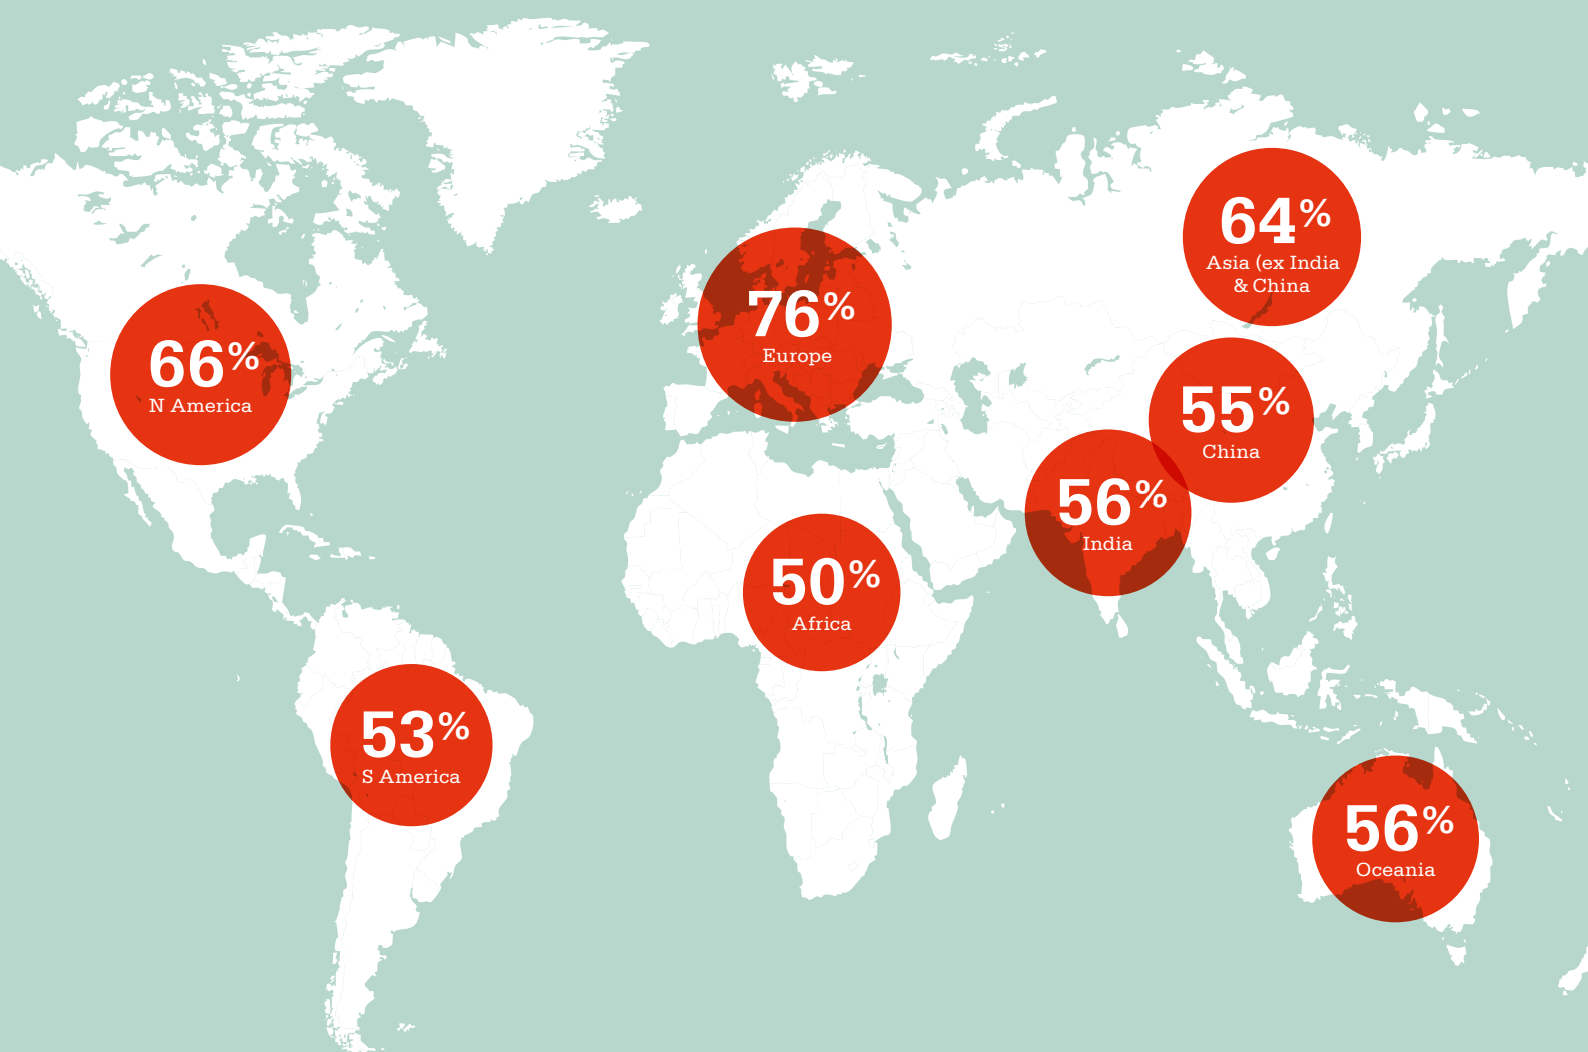 64%
Asia (ex India
& China
76%
Europe
66%
N America
55%
China
56%
India
50%
Africa
53%
S America
56%
Oceania